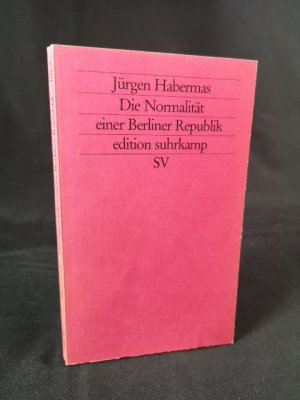 Jürgen Habermas
Die Normalität
einer Berliner Republik
edition suhrkamp
SV